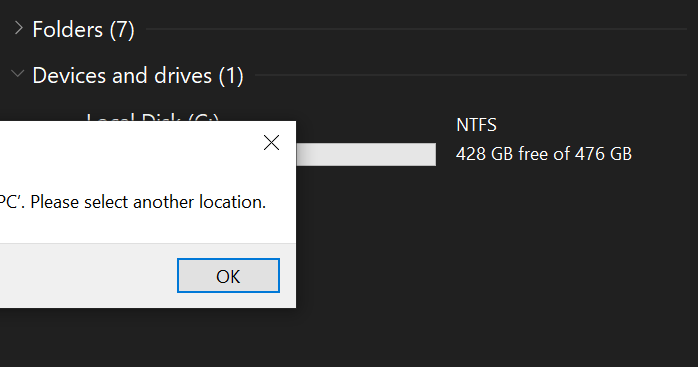 Folders (7)
Devices and drives (1)
Local Disk (C:)
NTFS
428 GB free of 476 GB
PC'. Please select another location.
OK